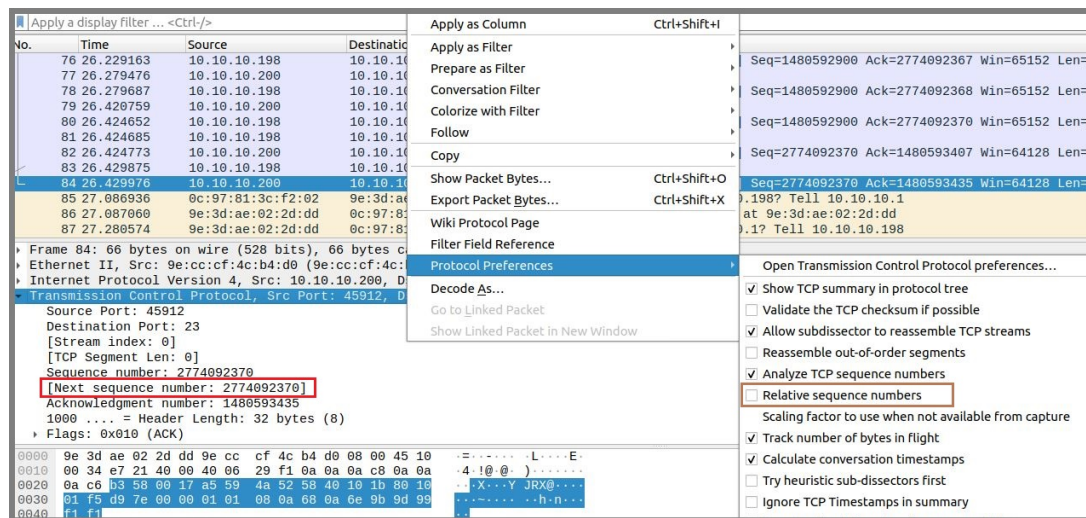 Apply a display filter ... <Ctrl-/>
No. Time Source Destinatic
76 26.229163 10.10.10.198 10.10.10 Seq=1480592900 Ack=2774092367 Win=65152 Len=
77 26.279476 10.10.10.200 10.10.10
78 26.279687 10.10.10.198 10.10.10 Seq=1480592900 Ack=2774092368 Win=65152 Len=
79 26.420759 10.10.10.200 10.10.10
80 26.424652 10.10.10.198 10.10.10 Seq=1480592900 Ack=2774092370 Win=65152 Len=
81 26.424685 10.10.10.198 10.10.10
82 26.424773 10.10.10.200 10.10.10 Seq=2774092370 Ack=1480593407 Win=64128 Len=
83 26.429875 10.10.10.198 10.10.10
84 26.429976 10.10.10.200 10.10.10 Seq=2774092370 Ack=1480593435 Win=64128 Len=
85 27.086936 0c:97:81:3c:f2:02 9e:3d:ae 0.198? Tell 10.10.10.1
86 27.087060 9e:3d:ae:02:2d:dd 0c:97:81 at 9e:3d:ae:02:2d:dd
87 27.280574 9e:3d:ae:02:2d:dd 0c:97:81 0.1? Tell 10.10.10.198
Frame 84: 66 bytes on wire (528 bits), 66 bytes c
Ethernet II, Src: 9e:cc:cf:4c:b4:d0 (9e:cc:cf:4c:
Internet Protocol Version 4, Src: 10.10.10.200, D
Transmission Control Protocol, Src Port: 45912, D
Source Port: 45912
Destination Port: 23
[Stream index: 0]
[TCP Segment Len: 0]
Sequence number: 2774092370
[Next sequence number: 2774092370]
Acknowledgment number: 1480593435
1000 .... = Header Length: 32 bytes (8)
Flags: 0x010 (ACK)
0000 9e 3d ae 02 2d dd 9e cc cf 4c b4 d0 08 00 45 10 ·=··-··· ·L····E·
0010 00 34 e7 21 40 00 40 06 29 f1 0a 0a 0a c8 0a 0a ·4·!@·@· )·······
0020 0a c6 b3 58 00 17 a5 59 4a 52 58 40 10 1b 80 10 ···X···Y JRX@····
0030 01 f5 d9 7e 00 00 01 01 08 0a 68 0a 6e 9b 9d 99 ···~···· ··h·n···
0040 f1 f1 ··
Apply as Column Ctrl+Shift+I
Apply as Filter
Prepare as Filter
Conversation Filter
Colorize with Filter
Follow
Copy
Show Packet Bytes... Ctrl+Shift+O
Export Packet Bytes... Ctrl+Shift+X
Wiki Protocol Page
Filter Field Reference
Protocol Preferences
Decode As...
Go to Linked Packet
Show Linked Packet in New Window
Open Transmission Control Protocol preferences...
Show TCP summary in protocol tree
Validate the TCP checksum if possible
Allow subdissector to reassemble TCP streams
Reassemble out-of-order segments
Analyze TCP sequence numbers
Relative sequence numbers
Scaling factor to use when not available from capture
Track number of bytes in flight
Calculate conversation timestamps
Try heuristic sub-dissectors first
Ignore TCP Timestamps in summary